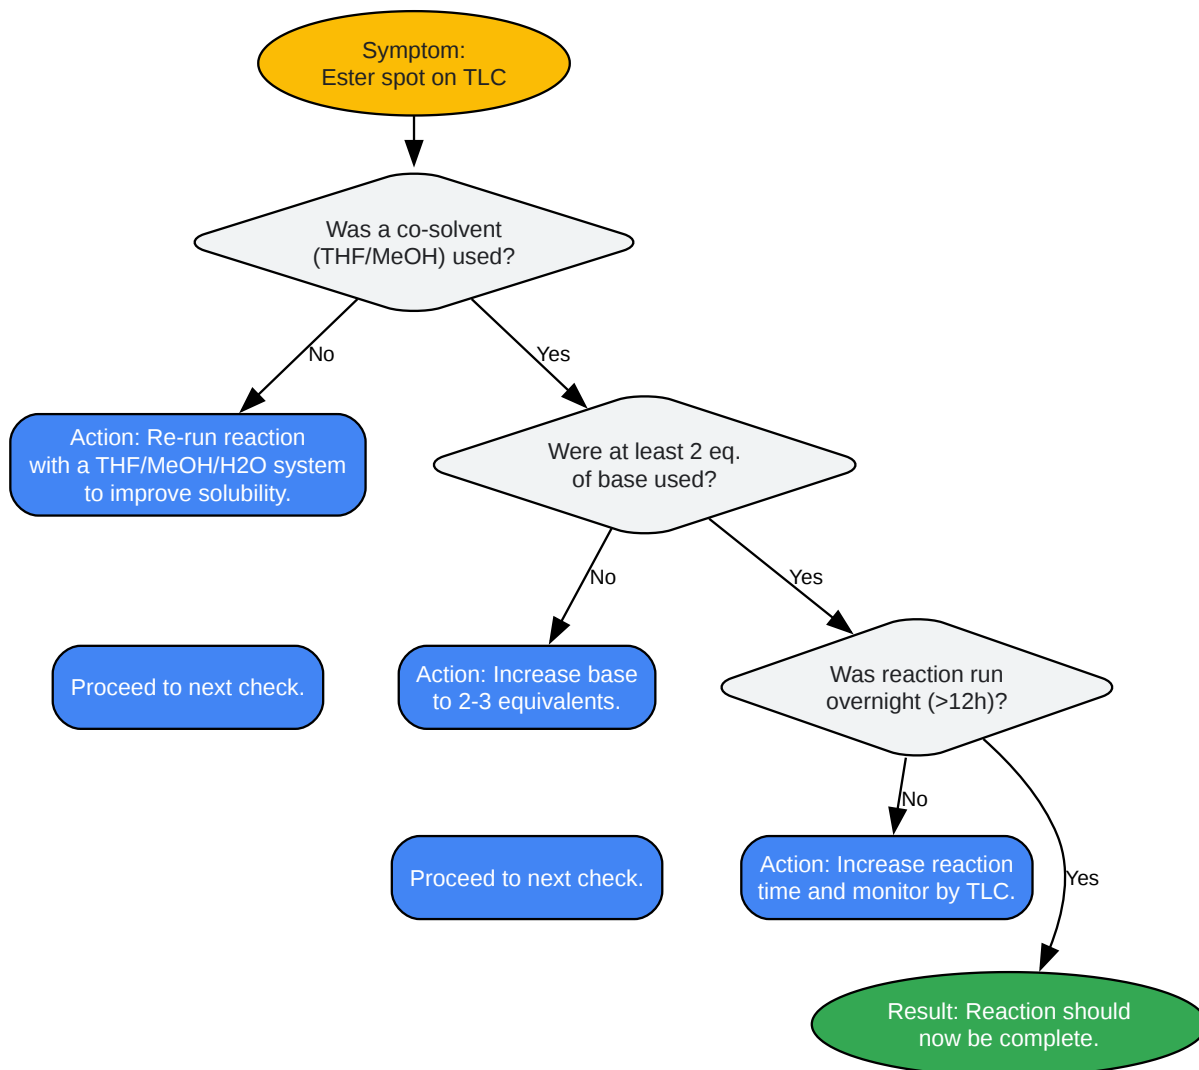 Symptom:
Ester spot on TLC
Was a co-solvent
(THF/MeOH) used?
No
Yes
Action: Re-run reaction
with a THF/MeOH/H2O system
to improve solubility.
Were at least 2 eq.
of base used?
No
Yes
Proceed to next check.
Action: Increase base
to 2-3 equivalents.
Was reaction run
overnight (>12h)?
No
Yes
Proceed to next check.
Action: Increase reaction
time and monitor by TLC.
Result: Reaction should
now be complete.